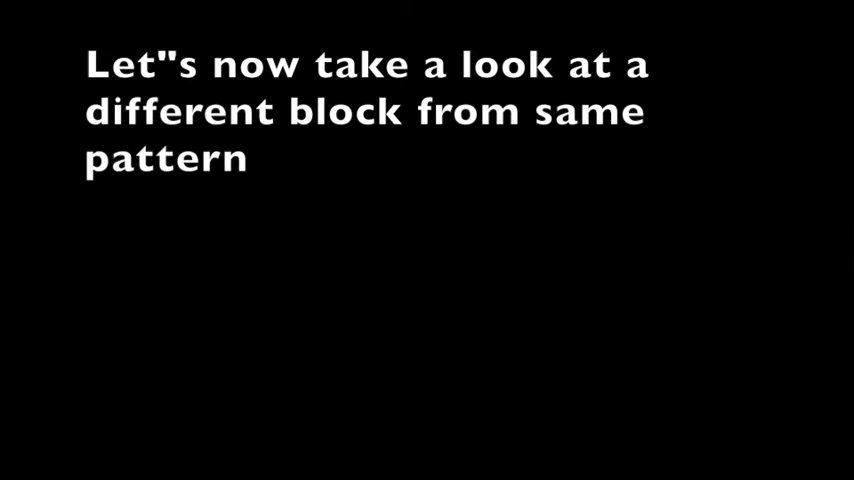 Let"s now take a look at a
different block from same
pattern